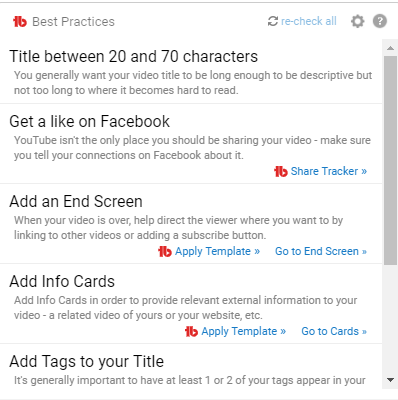 Best Practices re-check all
Title between 20 and 70 characters
You generally want your video title to be long enough to be descriptive but
not too long to where it becomes hard to read.
Get a like on Facebook
YouTube isn't the only place you should be sharing your video - make sure
you tell your connections on Facebook about it.
Share Tracker »
Add an End Screen
When your video is over, help direct the viewer where you want to by
linking to other videos or adding a subscribe button.
Apply Template » Go to End Screen »
Add Info Cards
Add Info Cards in order to provide relevant external information to your
video - a related video of yours or your website, etc.
Apply Template » Go to Cards »
Add Tags to your Title
It's generally important to have at least 1 or 2 of your tags appear in your